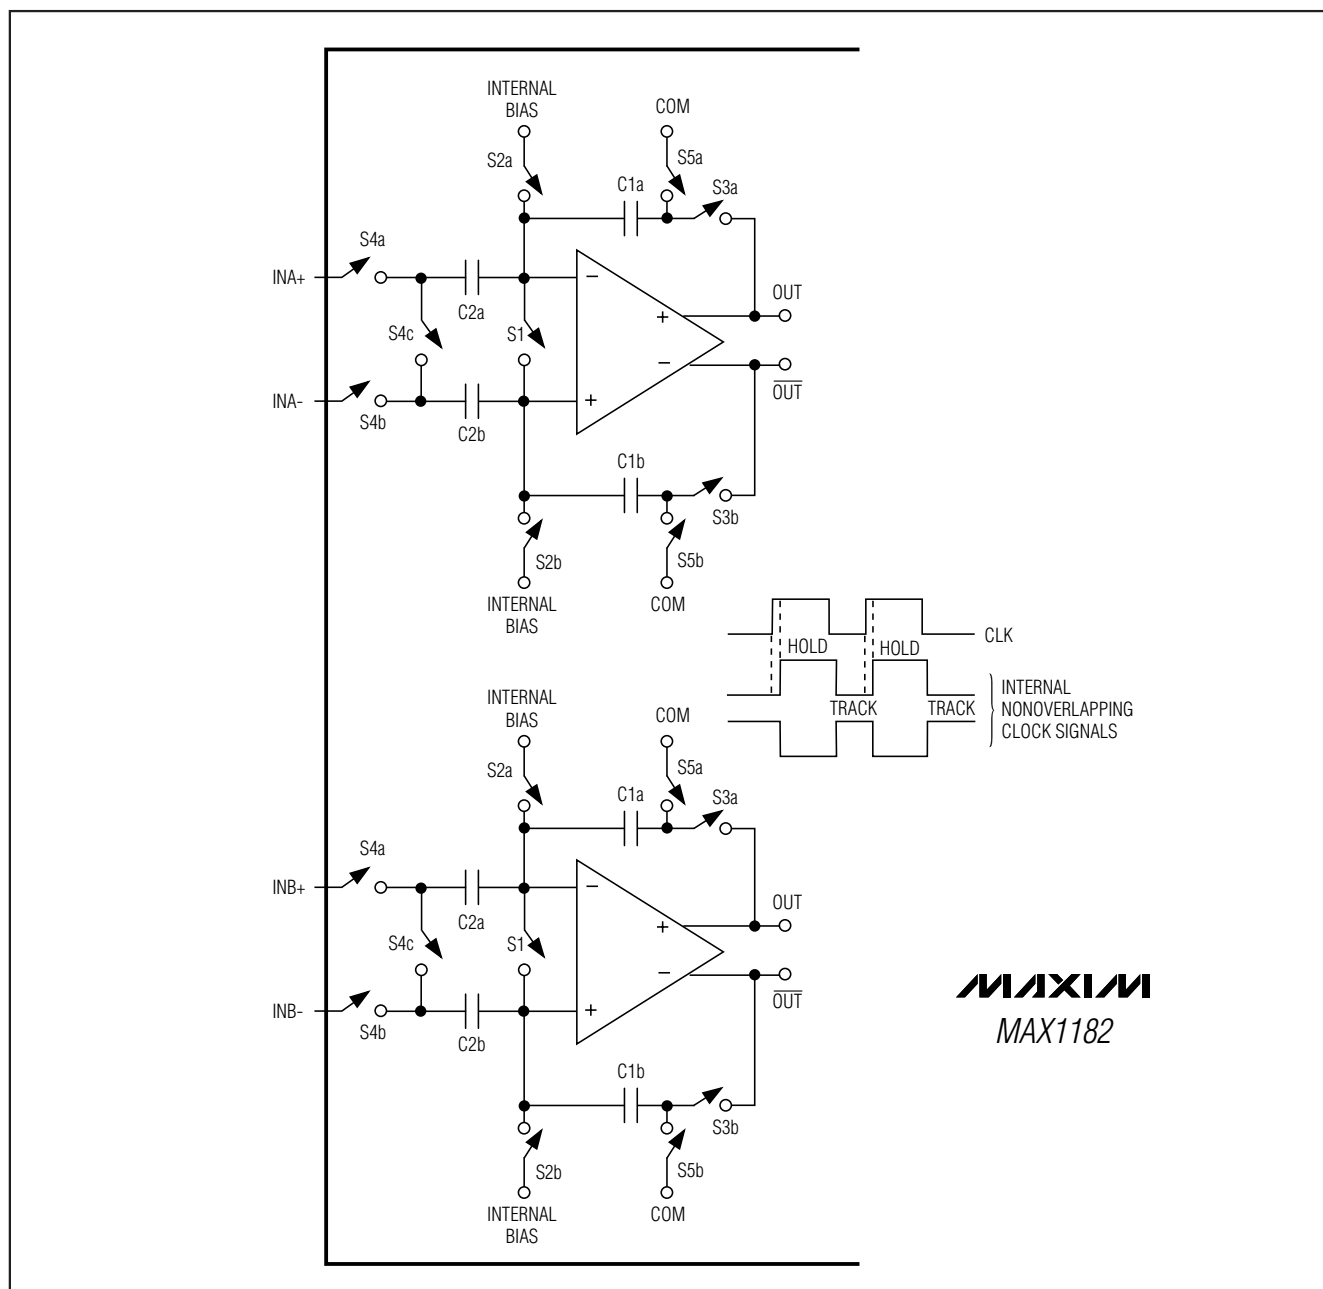 INTERNAL
BIAS
COM
S2a
S5a
C1a
S3a
S4a
INA+
C2a
OUT
S4c
S1
INA-
S4b
C2b
OUT
C1b
S3b
S2b
S5b
INTERNAL
BIAS
COM
CLK
HOLD
HOLD
TRACK
TRACK
INTERNAL
NONOVERLAPPING
CLOCK SIGNALS
INTERNAL
BIAS
COM
S2a
S5a
C1a
S3a
S4a
INB+
C2a
OUT
S4c
S1
INB-
S4b
C2b
OUT
C1b
S3b
S2b
S5b
INTERNAL
BIAS
COM
−
+
+
−
−
+
+
−
MAXIM
MAX1182